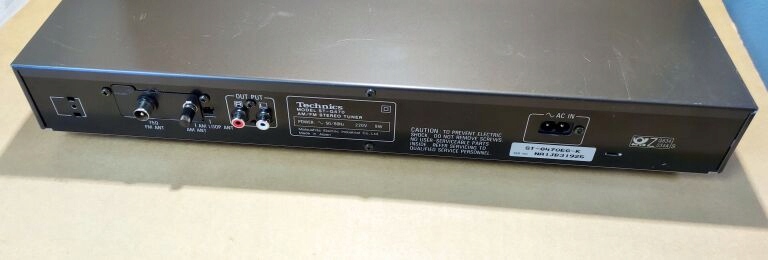 75Ω
FM ANT
AM ANT
LOOP ANT
OUT PUT
Technics
MODEL ST-G470
AM/FM STEREO TUNER
POWER ~ 50/60Hz 220V 9W
Matsushita Electric Industrial Co., Ltd.
Made in Japan
CAUTION: TO PREVENT ELECTRIC
SHOCK, DO NOT REMOVE SCREWS.
NO USER-SERVICEABLE PARTS
INSIDE. REFER SERVICING TO
QUALIFIED SERVICE PERSONNEL.
~ AC IN
ST-G470EG-K
NA1JB31926
Z